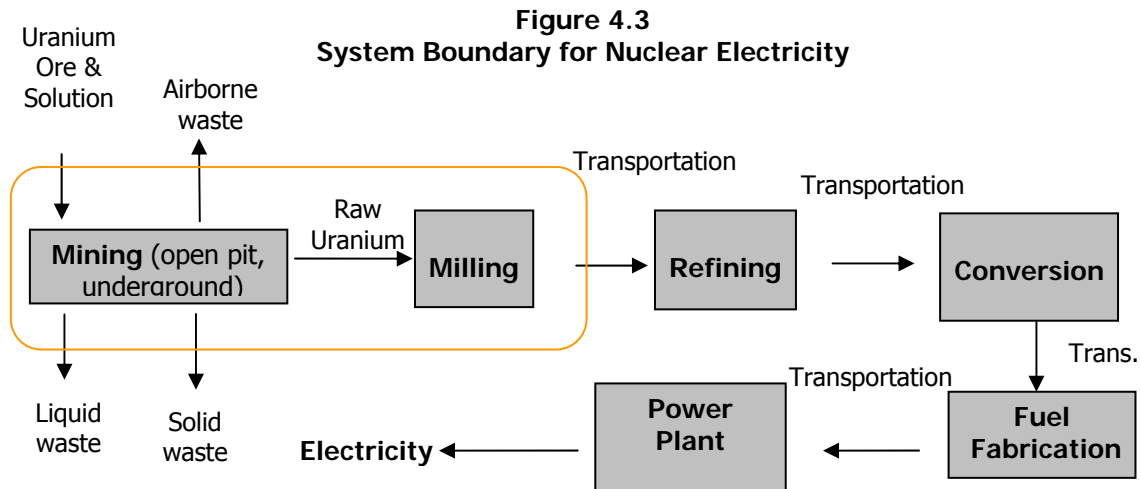 Figure 4.3
System Boundary for Nuclear Electricity
Uranium
Ore &
Solution
Airborne
waste
Transportation
Transportation
Raw
Uranium
Mining (open pit,
underground)
Milling
Refining
Conversion
Trans.
Transportation
Liquid
waste
Solid
waste
Electricity
Power
Plant
Fuel
Fabrication